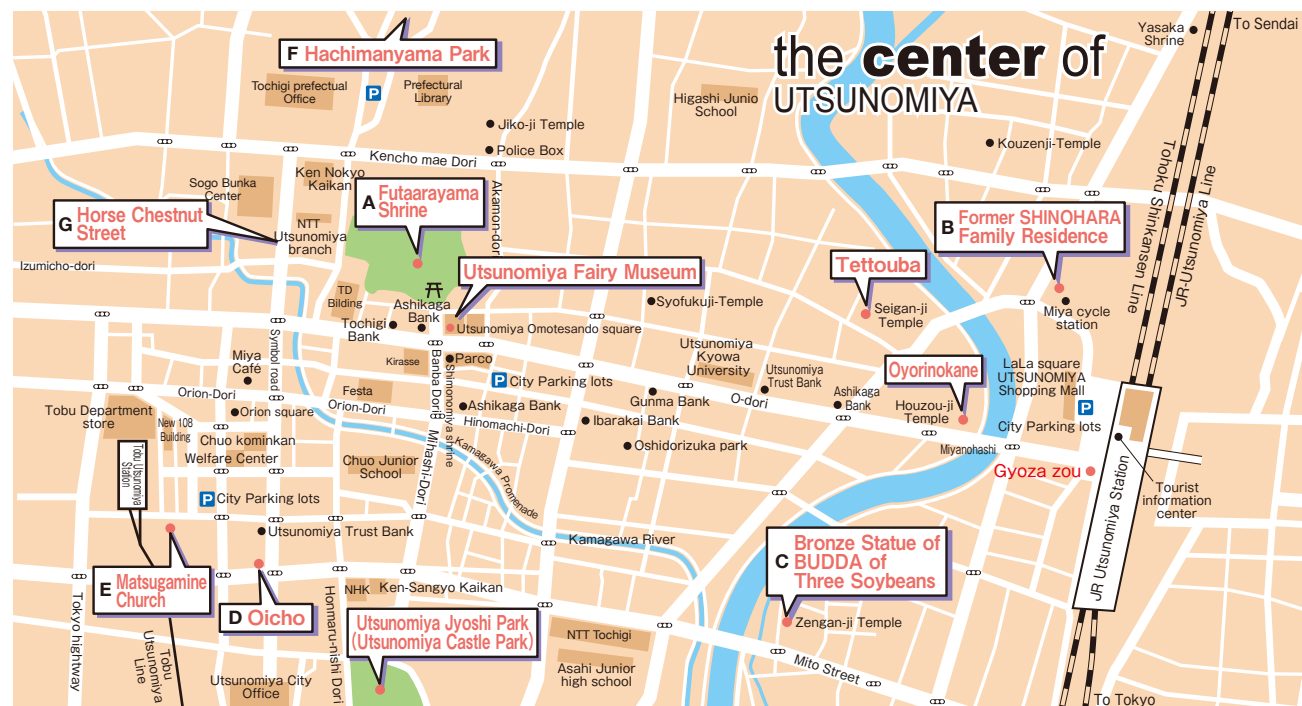 the center of
UTSUNOMIYA
To Sendai
Yasaka
Shrine
F Hachimanyama Park
Tochigi prefectual
Office
P
Prefectural
Library
Higashi Junio
School
Jiko-ji Temple
Police Box
Kouzenji-Temple
Kencho mae Dori
Tohoku Shinkansen Line
JR-Utsunomiya Line
Ken Nokyo
Kaikan
Sogo Bunka
Center
Akamon-dori
A Futaarayama
Shrine
G Horse Chestnut
Street
NTT
Utsunomiya
branch
B Former SHINOHARA
Family Residence
Izumicho-dori
Utsunomiya Fairy Museum
Tettouba
TD
Bilding
Ashikaga
Bank
Syofukuji-Temple
Seigan-ji
Temple
Miya cycle
station
Tochigi
Bank
Utsunomiya Omotesando square
Symbol road
Banba Dori
Shimonomiya shrine
Kirasse
Parco
Utsunomiya
Kyowa
University
Utsunomiya
Trust Bank
Oyorinokane
LaLa square
UTSUNOMIYA
Shopping Mall
Miya
Café
P City Parking lots
Orion-Dori
Festa
Gunma Bank
O-dori
Ashikaga
Bank
Houzou-ji
Temple
P
City Parking lots
Tobu Department
store
Orion square
Orion-Dori
Ashikaga Bank
New 108
Building
Hinomachi-Dori
Ibarakai Bank
Chuo kominkan
Welfare Center
Mihashi-Dori
Oshidorizuka park
Miyanohashi
Tobu Utsunomiya
Station
Chuo Junior
School
Kamagawa Promenade
Gyoza zou
JR Utsunomiya Station
Tourist
information
center
P City Parking lots
Utsunomiya Trust Bank
Kamagawa River
C Bronze Statue of
BUDDA of
Three Soybeans
E Matsugamine
Church
D Oicho
NHK
Ken-Sangyo Kaikan
Tokyo hightway
Tobu
Utsunomiya
Line
Honmaru-nishi Dori
Utsunomiya Jyoshi Park
(Utsunomiya Castle Park)
NTT Tochigi
Zengan-ji Temple
Asahi Junior
high school
Mito Street
Utsunomiya City
Office
To Tokyo